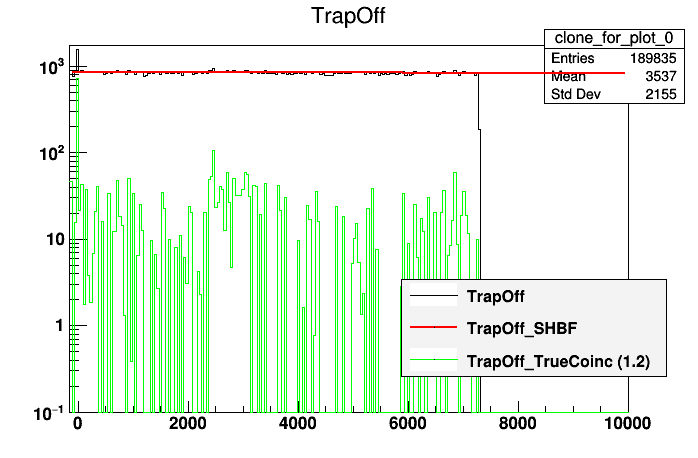 TrapOff
clone_for_plot_0
Entries 189835
Mean 3537
Std Dev 2155
10³
10²
10
1
10⁻¹
TrapOff
TrapOff_SHBF
TrapOff_TrueCoinc (1.2)
0 2000 4000 6000 8000 10000